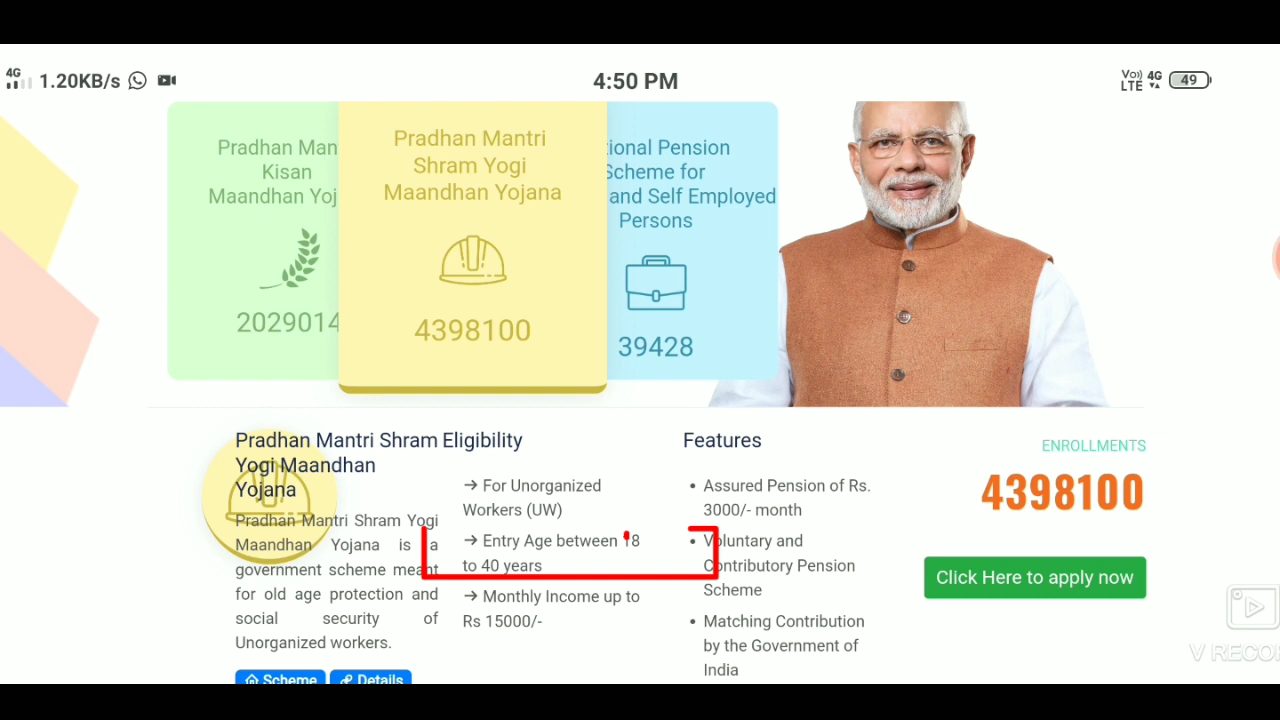 4G 1.20KB/s 4:50 PM Vo)) LTE 4G 49
Pradhan Man
Kisan
Maandhan Yoj
2029014
Pradhan Mantri
Shram Yogi
Maandhan Yojana
4398100
tional Pension
Scheme for
and Self Employed
Persons
39428
Pradhan Mantri Shram
Yogi Maandhan
Yojana
Pradhan Mantri Shram Yogi
Maandhan Yojana is a
government scheme meant
for old age protection and
social security of
Unorganized workers.
Scheme Details
Eligibility
→ For Unorganized
Workers (UW)
→ Entry Age between 18
to 40 years
→ Monthly Income up to
Rs 15000/-
Features
• Assured Pension of Rs.
3000/- month
• Voluntary and
Contributory Pension
Scheme
• Matching Contribution
by the Government of
India
ENROLLMENTS
4398100
Click Here to apply now
V RECO